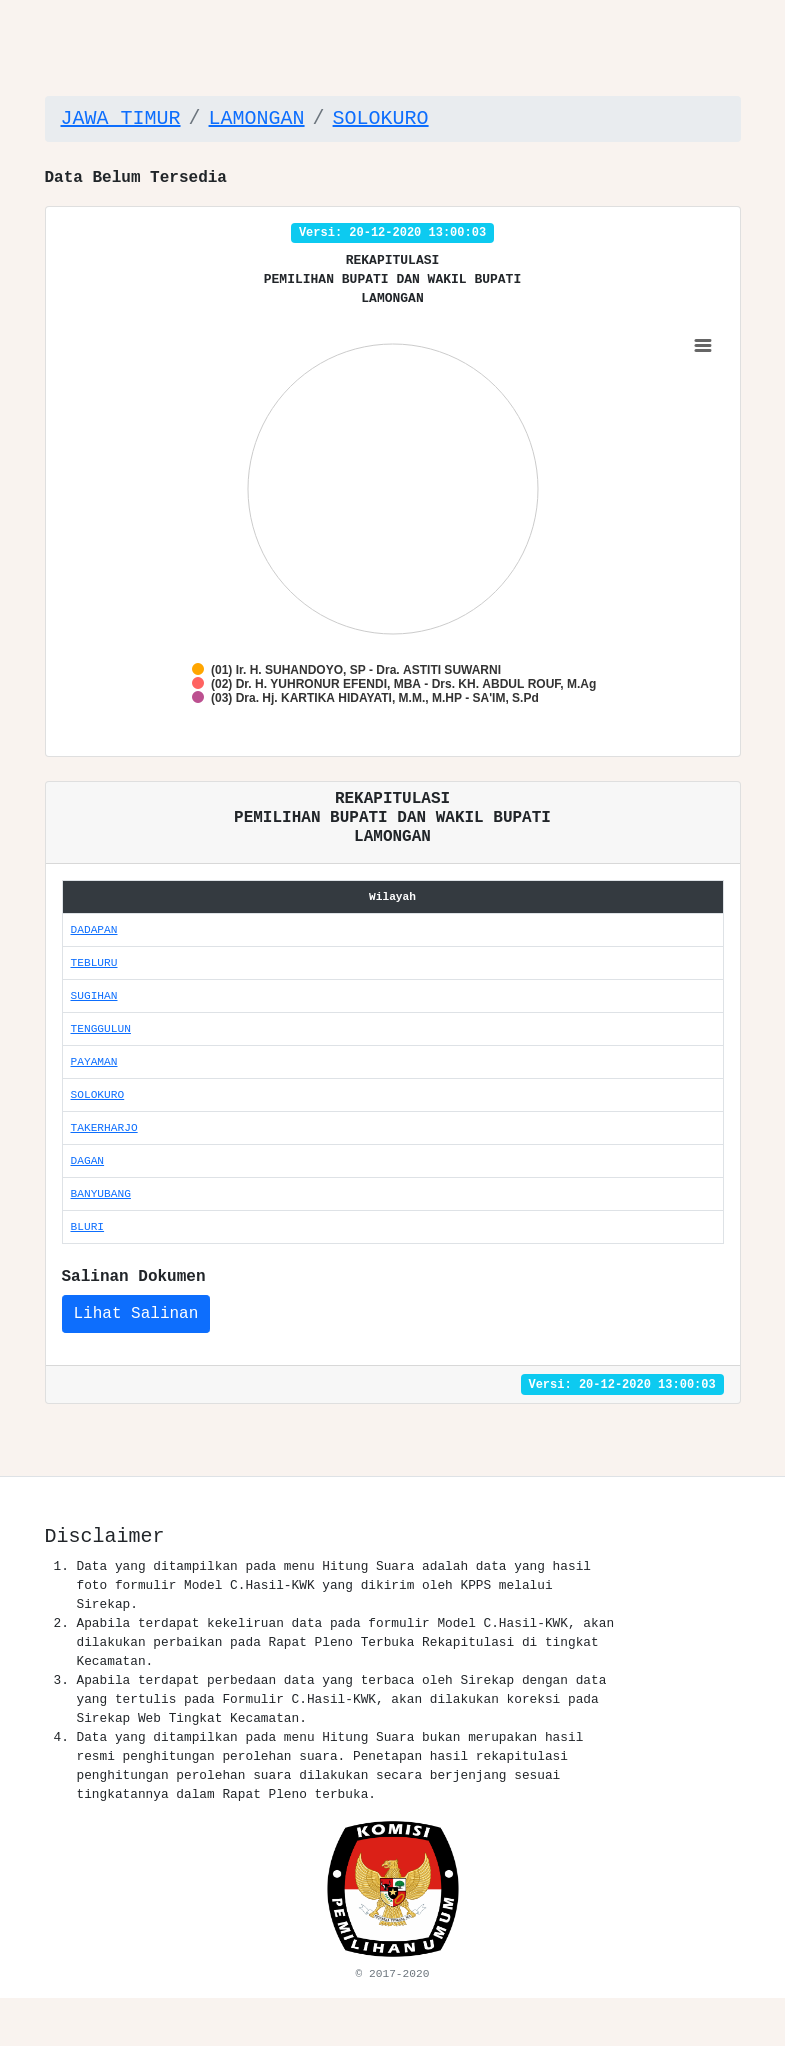 JAWA TIMUR / LAMONGAN / SOLOKURO
Data Belum Tersedia
Versi: 20-12-2020 13:00:03
REKAPITULASI
PEMILIHAN BUPATI DAN WAKIL BUPATI
LAMONGAN
(01) Ir. H. SUHANDOYO, SP - Dra. ASTITI SUWARNI
(02) Dr. H. YUHRONUR EFENDI, MBA - Drs. KH. ABDUL ROUF, M.Ag
(03) Dra. Hj. KARTIKA HIDAYATI, M.M., M.HP - SA'IM, S.Pd
REKAPITULASI
PEMILIHAN BUPATI DAN WAKIL BUPATI
LAMONGAN
Wilayah
DADAPAN
TEBLURU
SUGIHAN
TENGGULUN
PAYAMAN
SOLOKURO
TAKERHARJO
DAGAN
BANYUBANG
BLURI
Salinan Dokumen
Lihat Salinan
Versi: 20-12-2020 13:00:03
Disclaimer
1. Data yang ditampilkan pada menu Hitung Suara adalah data yang hasil
foto formulir Model C.Hasil-KWK yang dikirim oleh KPPS melalui
Sirekap.
2. Apabila terdapat kekeliruan data pada formulir Model C.Hasil-KWK, akan
dilakukan perbaikan pada Rapat Pleno Terbuka Rekapitulasi di tingkat
Kecamatan.
3. Apabila terdapat perbedaan data yang terbaca oleh Sirekap dengan data
yang tertulis pada Formulir C.Hasil-KWK, akan dilakukan koreksi pada
Sirekap Web Tingkat Kecamatan.
4. Data yang ditampilkan pada menu Hitung Suara bukan merupakan hasil
resmi penghitungan perolehan suara. Penetapan hasil rekapitulasi
penghitungan perolehan suara dilakukan secara berjenjang sesuai
tingkatannya dalam Rapat Pleno terbuka.
KOMISI
PEMILIHAN UMUM
© 2017-2020